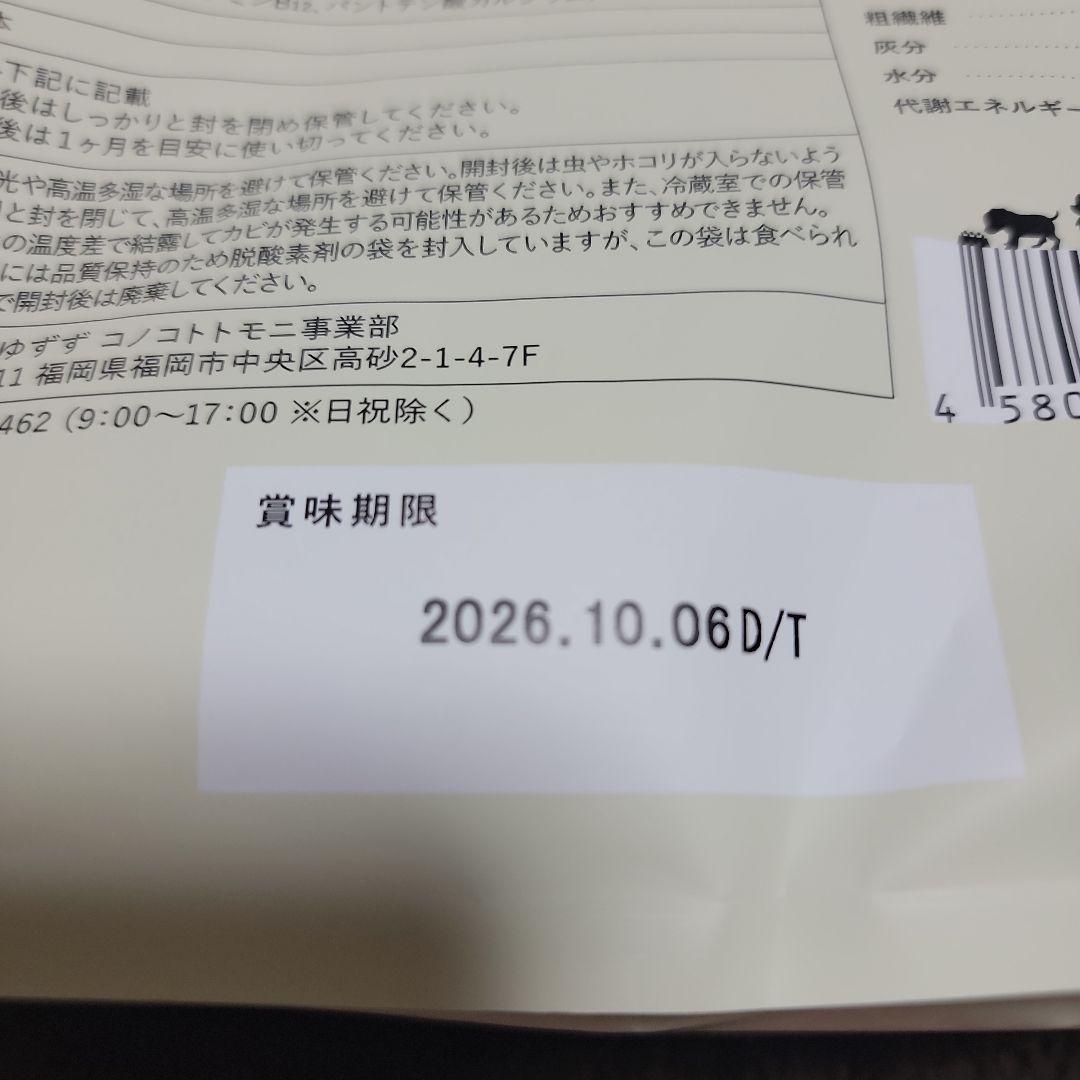 B12、パントテン酸カルシウム
本
下記に記載
後はしっかりと封を閉め保管してください。
後は1ヶ月を目安に使い切ってください。
光や高温多湿な場所を避けて保管ください。開封後は虫やホコリが入らないよう
と封を閉じて、高温多湿な場所を避けて保管ください。また、冷蔵室での保管
の温度差で結露してカビが発生する可能性があるためおすすめできません。
には品質保持のため脱酸素剤の袋を封入していますが、この袋は食べられ
で開封後は廃棄してください。
ゆずず コノコトトモニ事業部
11 福岡県福岡市中央区高砂2-1-4-7F
462（9:00〜17:00 ※日祝除く）
粗繊維
灰分
水分
代謝エネルギー
4 580
賞味期限
2026.10.06D/T